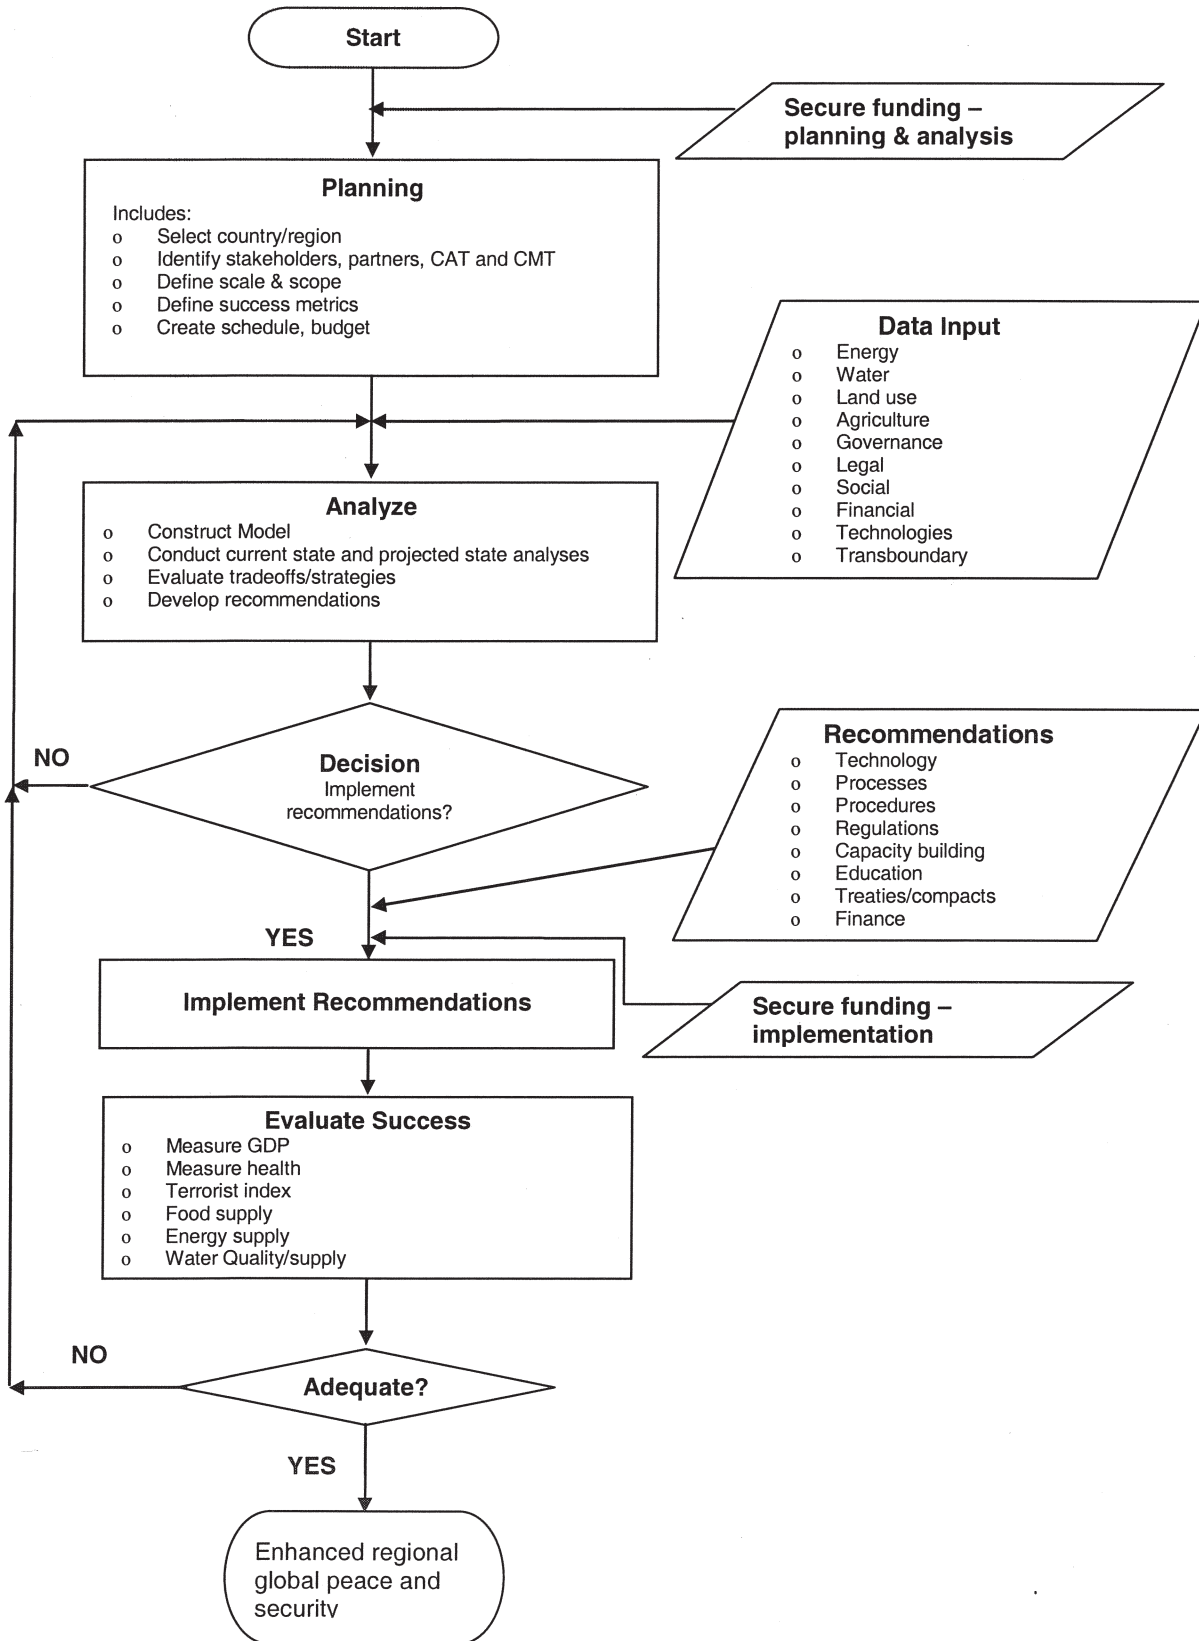 Start
Secure funding –
planning & analysis
Planning
Includes:
o Select country/region
o Identify stakeholders, partners, CAT and CMT
o Define scale & scope
o Define success metrics
o Create schedule, budget
Data Input
o Energy
o Water
o Land use
o Agriculture
o Governance
o Legal
o Social
o Financial
o Technologies
o Transboundary
Analyze
o Construct Model
o Conduct current state and projected state analyses
o Evaluate tradeoffs/strategies
o Develop recommendations
NO
Decision
Implement
recommendations?
Recommendations
o Technology
o Processes
o Procedures
o Regulations
o Capacity building
o Education
o Treaties/compacts
o Finance
YES
Implement Recommendations
Secure funding –
implementation
Evaluate Success
o Measure GDP
o Measure health
o Terrorist index
o Food supply
o Energy supply
o Water Quality/supply
NO
Adequate?
YES
Enhanced regional
global peace and
security